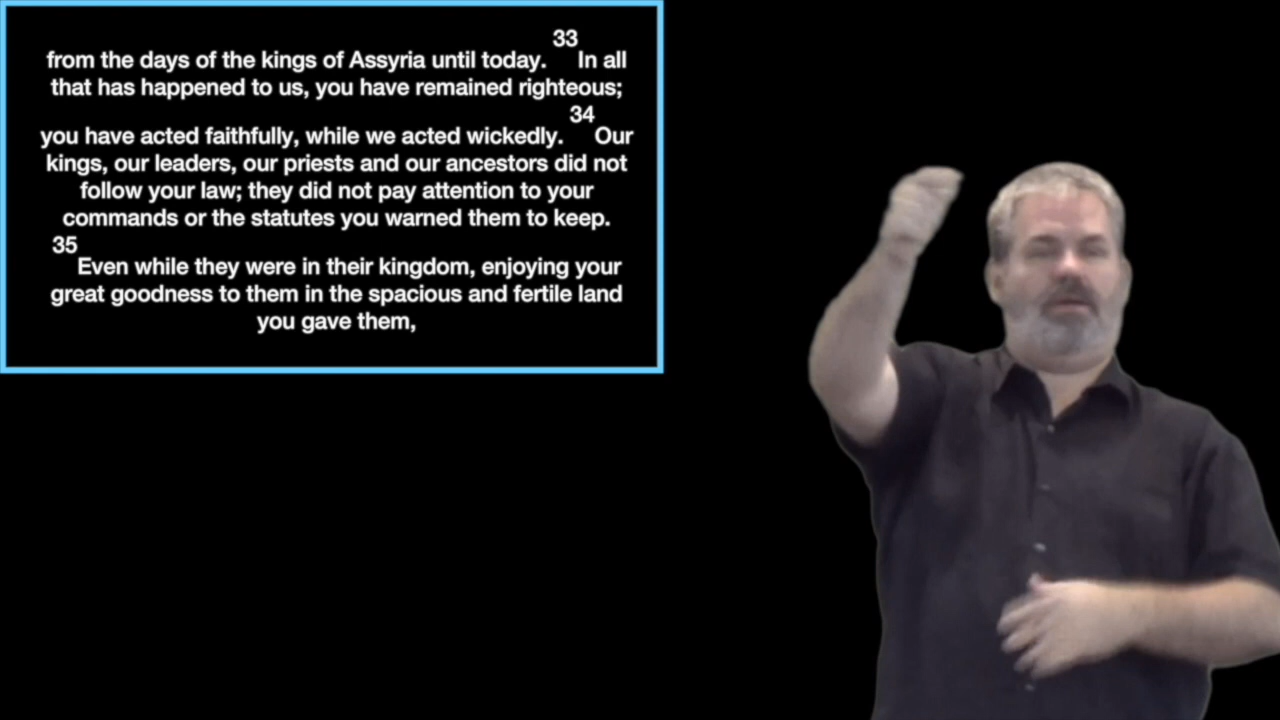 from the days of the kings of Assyria until today. 33 In all
that has happened to us, you have remained righteous;
you have acted faithfully, while we acted wickedly. 34 Our
kings, our leaders, our priests and our ancestors did not
follow your law; they did not pay attention to your
commands or the statutes you warned them to keep.
35 Even while they were in their kingdom, enjoying your
great goodness to them in the spacious and fertile land
you gave them,